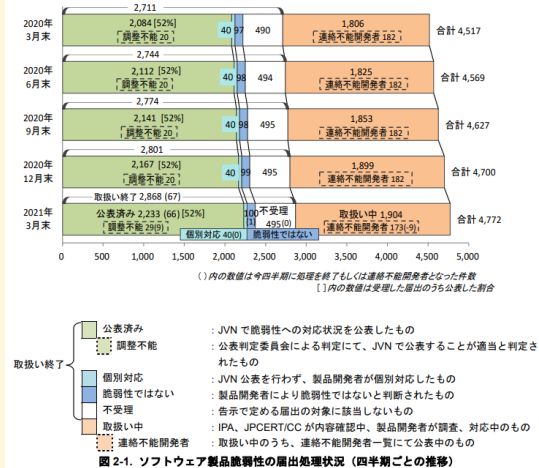 2,711
2020年
3月末
2,084 [52%]
調整不能 20
40
97
490
1,806
連絡不能開発者 182
合計 4,517
2,744
2020年
6月末
2,112 [52%]
調整不能 20
40
98
494
1,825
連絡不能開発者 182
合計 4,569
2,774
2020年
9月末
2,141 [52%]
調整不能 20
40
98
495
1,853
連絡不能開発者 182
合計 4,627
2,801
2020年
12月末
2,167 [52%]
調整不能 20
40
99
495
1,899
連絡不能開発者 182
合計 4,700
取扱い終了 2,868 (67)
2021年
3月末
公表済み 2,233 (66) [52%]
調整不能 29(9)
100
(1)
不受理
495(0)
取扱い中 1,904
連絡不能開発者 173(-9)
合計 4,772
個別対応 40(0)
脆弱性ではない
0 500 1,000 1,500 2,000 2,500 3,000 3,500 4,000 4,500 5,000
( ) 内の数値は今四半期に処理を終了もしくは連絡不能開発者となった件数
[ ] 内の数値は受理した届出のうち公表した割合
取扱い終了
公表済み :JVN で脆弱性への対応状況を公表したもの
調整不能 :公表判定委員会による判定にて、JVN で公表することが適当と判定さ
れたもの
個別対応 :JVN 公表を行わず、製品開発者が個別対応したもの
脆弱性ではない :製品開発者により脆弱性ではないと判断されたもの
不受理 :告示で定める届出の対象に該当しないもの
取扱い中 :IPA、JPCERT/CC が内容確認中、製品開発者が調査、対応中のもの
連絡不能開発者 :取扱い中のうち、連絡不能開発者一覧にて公表中のもの
図 2-1. ソフトウェア製品脆弱性の届出処理状況(四半期ごとの推移)